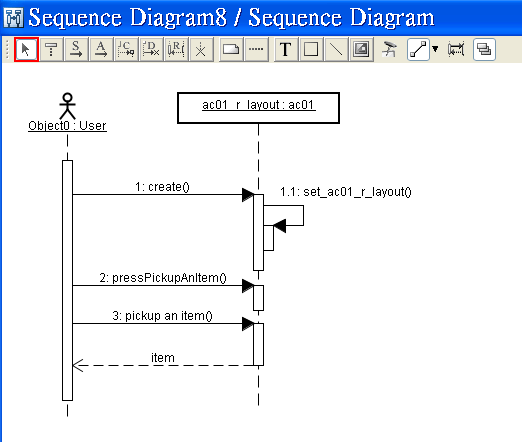 Sequence Diagram8 / Sequence Diagram
T S A C D R T
Object0 : User
ac01_r_layout : ac01
1: create()
1.1: set_ac01_r_layout()
2: pressPickupAnItem()
3: pickup an item()
item